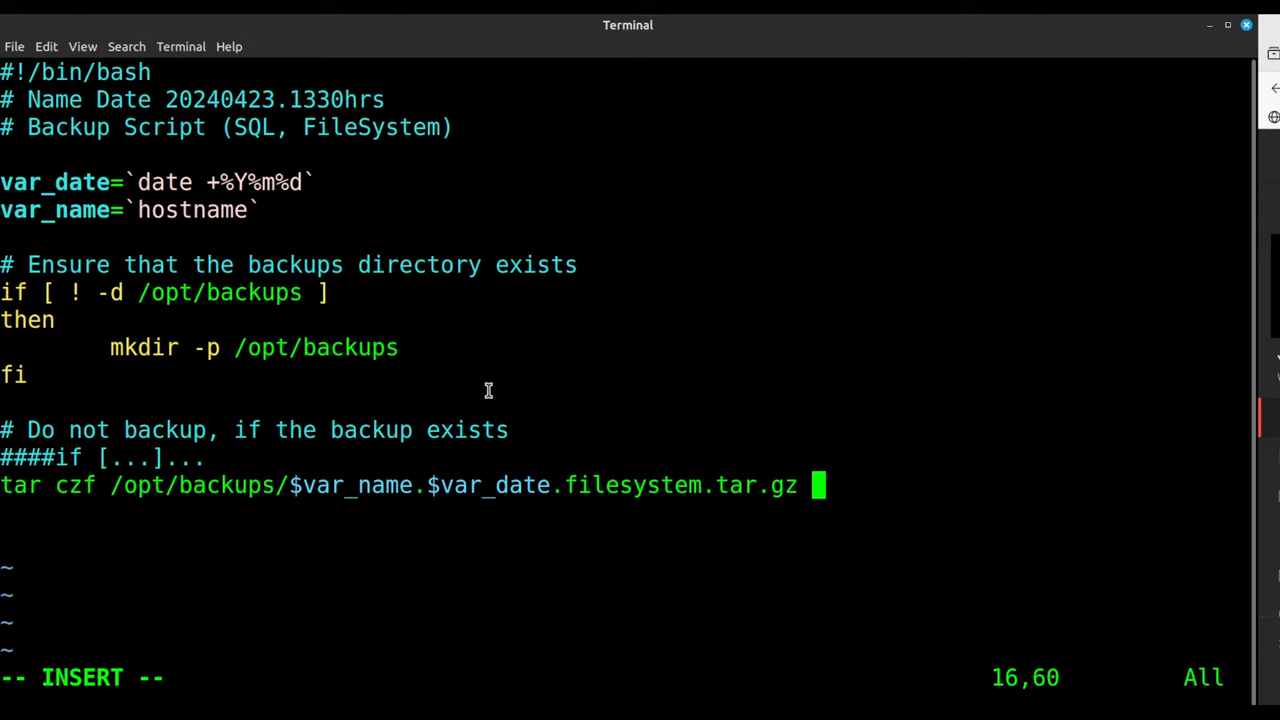 Terminal
File Edit View Search Terminal Help
#!/bin/bash
# Name Date 20240423.1330hrs
# Backup Script (SQL, FileSystem)
var_date=`date +%Y%m%d`
var_name=`hostname`
# Ensure that the backups directory exists
if [ ! -d /opt/backups ]
then
        mkdir -p /opt/backups
fi
# Do not backup, if the backup exists
####if [...]...
tar czf /opt/backups/$var_name.$var_date.filesystem.tar.gz
~
~
~
~
-- INSERT -- 16,60 All